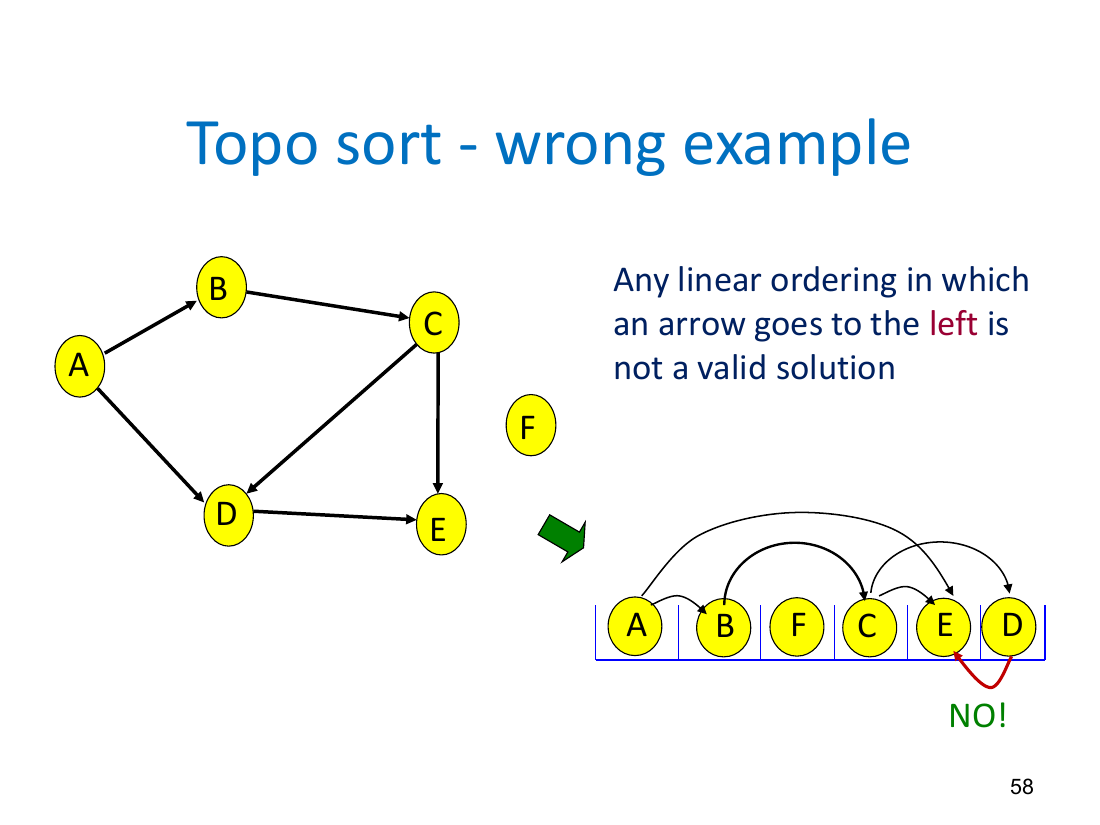 Topo sort - wrong example
Any linear ordering in which
an arrow goes to the left is
not a valid solution
B
C
A
F
D
E
A B F C E D
NO!
58